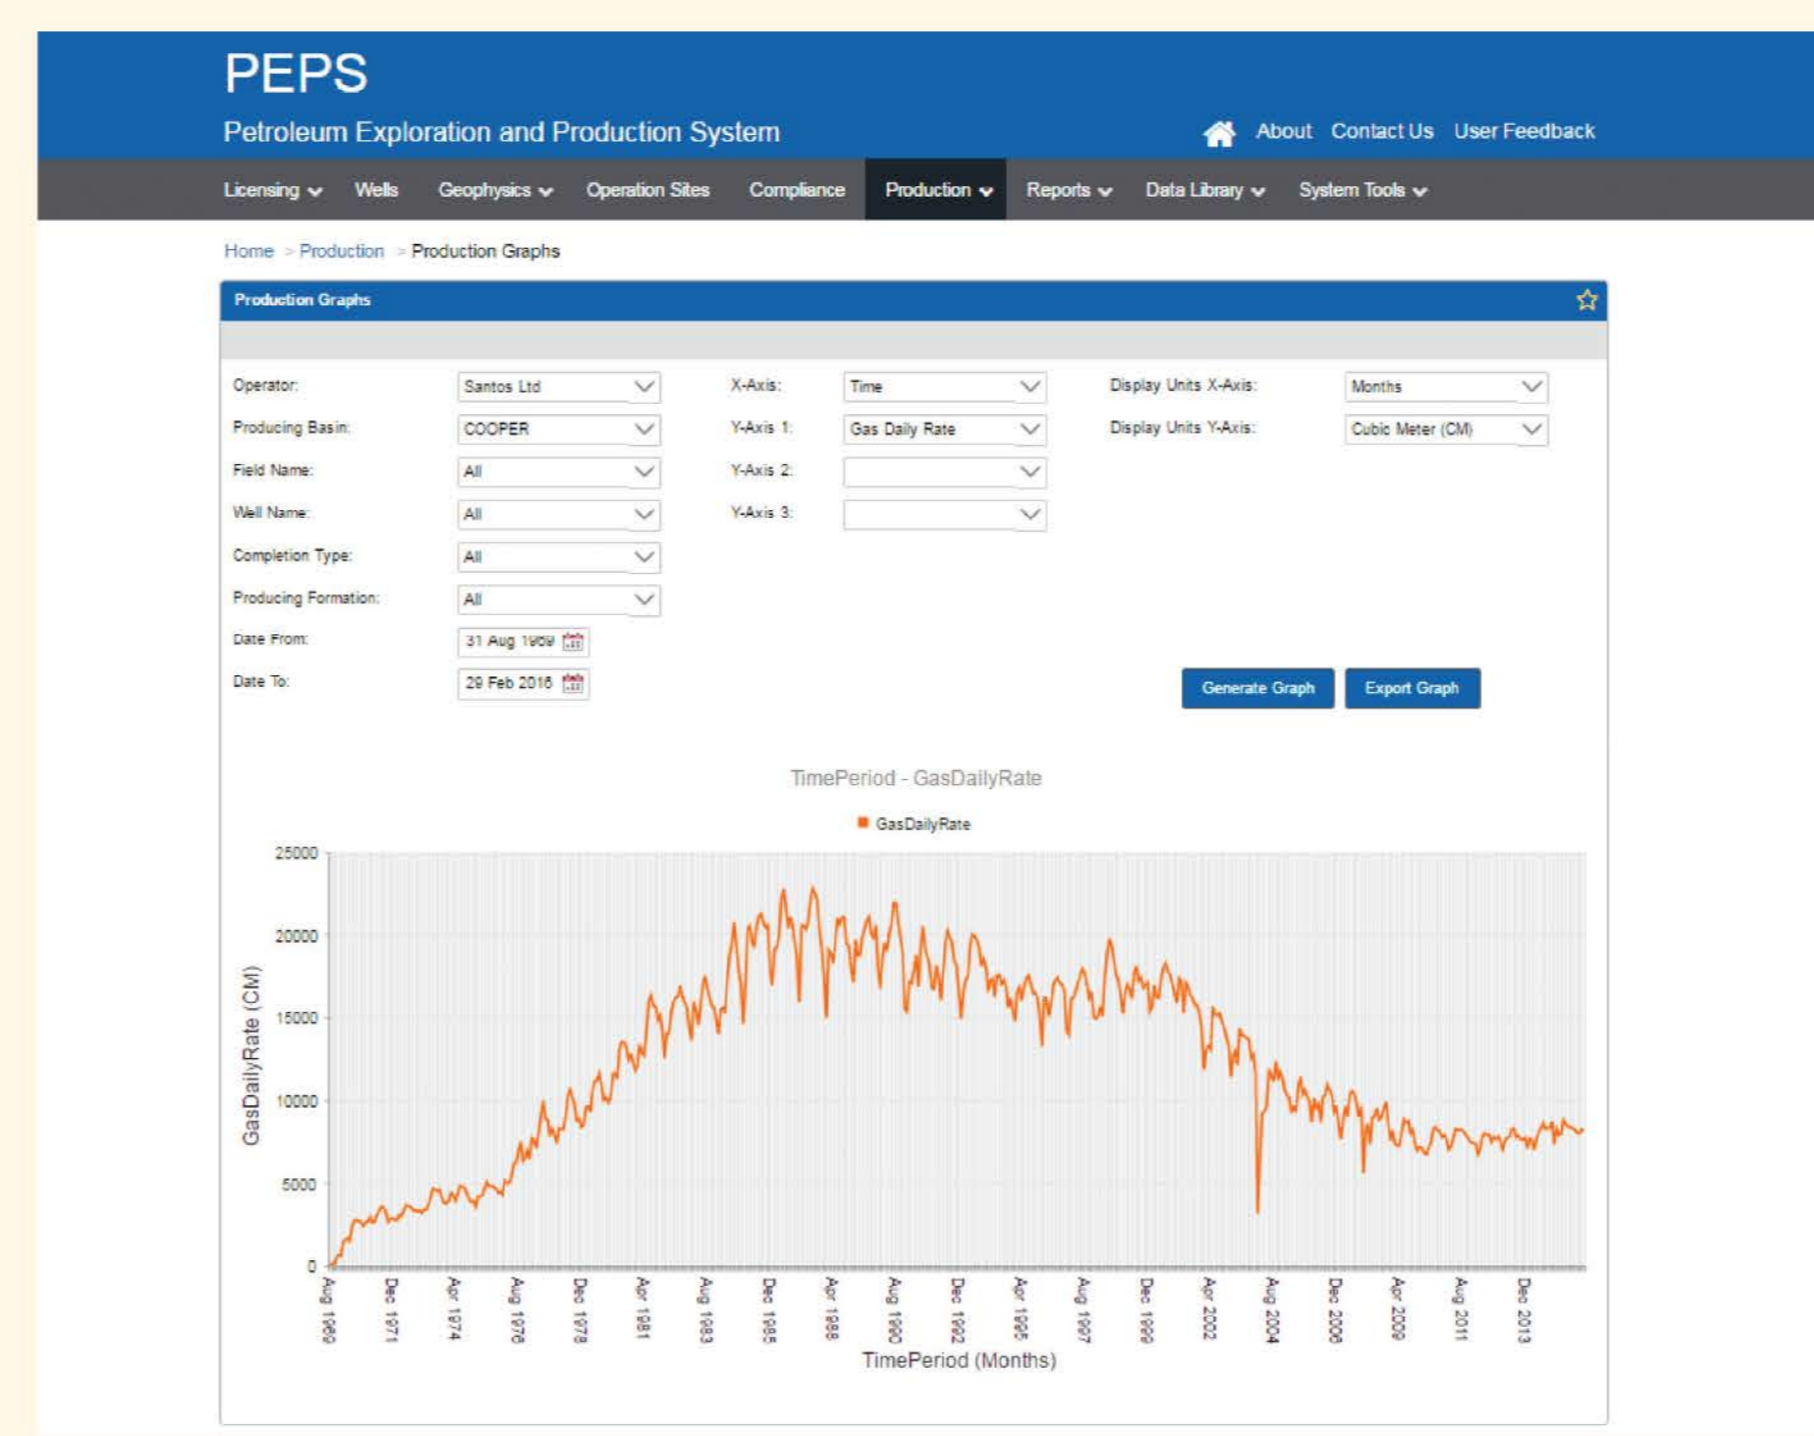 PEPS
Petroleum Exploration and Production System
About Contact Us User Feedback
Licensing Wells Geophysics Operation Sites Compliance Production Reports Data Library System Tools
Home > Production > Production Graphs
Production Graphs
Operator: Santos Ltd X-Axis: Time Display Units X-Axis: Months
Producing Basin: COOPER Y-Axis 1: Gas Daily Rate Display Units Y-Axis: Cubic Meter (CM)
Field Name: All Y-Axis 2:
Well Name: All Y-Axis 3:
Completion Type: All
Producing Formation: All
Date From: 31 Aug 1969
Date To: 29 Feb 2016 Generate Graph Export Graph
TimePeriod - GasDailyRate
GasDailyRate
25000
20000
15000
10000
5000
0
GasDailyRate (CM)
Aug 1969
Dec 1971
Apr 1974
Aug 1976
Dec 1978
Apr 1981
Aug 1983
Dec 1985
Apr 1988
Aug 1990
Dec 1992
Apr 1995
Aug 1997
Dec 1999
Apr 2002
Aug 2004
Dec 2006
Apr 2009
Aug 2011
Dec 2013
TimePeriod (Months)